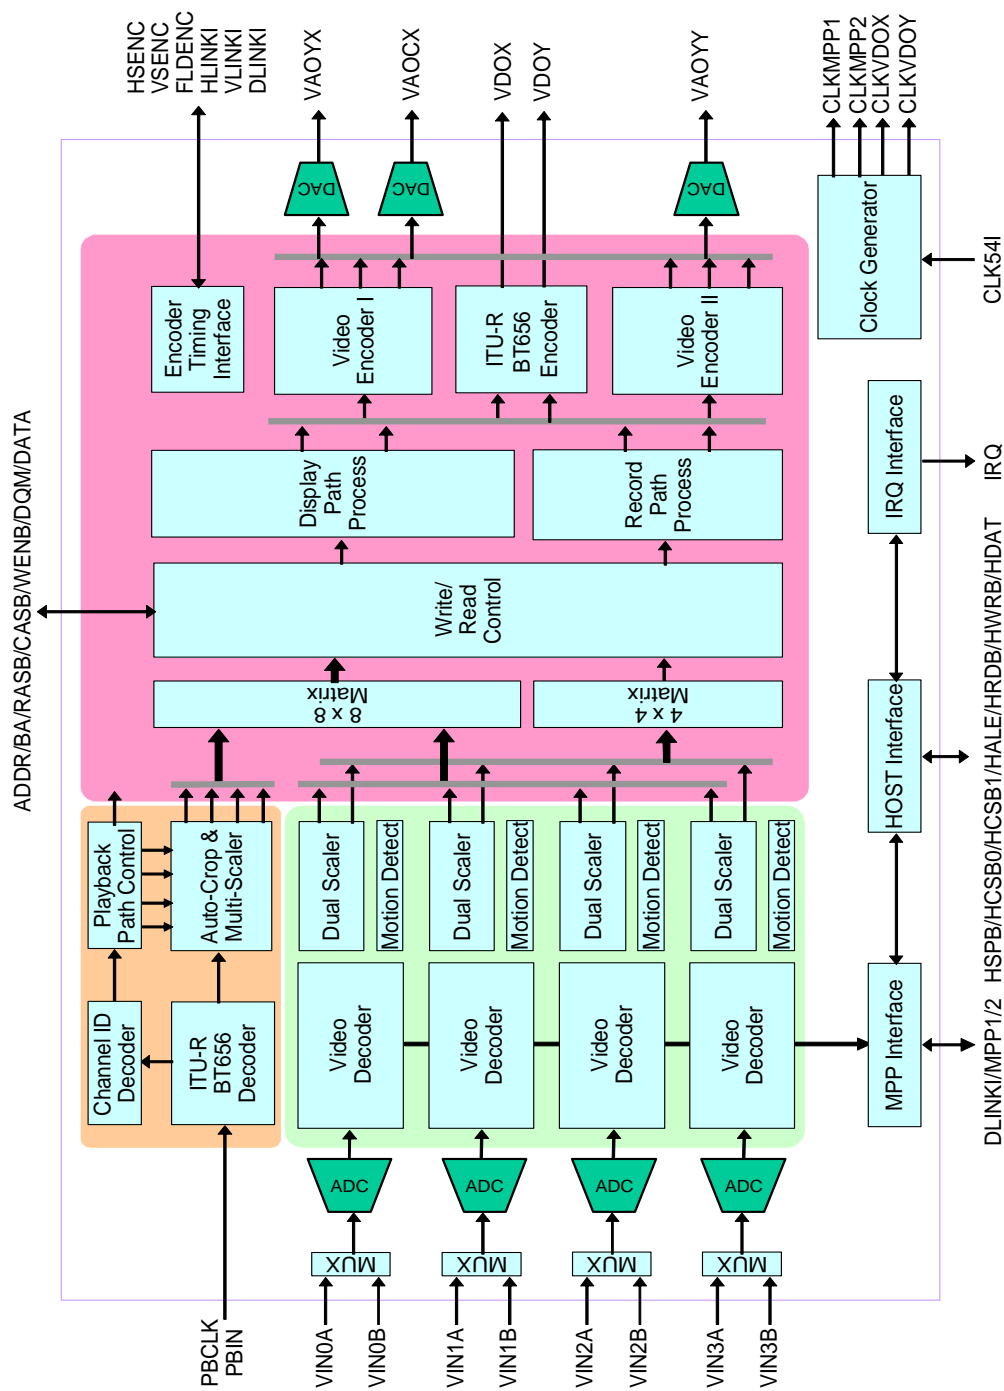 HSENC
VSENC
FLDENC
HLINKI
VLINKI
DLINKI
VAOYX
VAOCX
VDOX
VDOY
VAOYY
CLKMPP1
CLKMPP2
CLKVDOX
CLKVDOY
DAC
DAC
DAC
Encoder
Timing
Interface
Video
Encoder I
ITU-R
BT656
Encoder
Video
Encoder II
Clock Generator
CLK54I
Display
Path
Process
Record
Path
Process
IRQ Interface
IRQ
ADDR/BA/RASB/CASB/WENB/DQM/DATA
Write/
Read
Control
8 x 8
Matrix
4 x 4
Matrix
HOST Interface
HSPB/HCSB0/HCSB1/HALE/HRDB/HWRB/HDAT
Playback
Path Control
Auto-Crop &
Multi-Scaler
Dual Scaler
Motion Detect
Dual Scaler
Motion Detect
Dual Scaler
Motion Detect
Dual Scaler
Motion Detect
Channel ID
Decoder
ITU-R
BT656
Decoder
Video
Decoder
Video
Decoder
Video
Decoder
Video
Decoder
MPP Interface
DLINKI/MPP1/2
ADC
ADC
ADC
ADC
MUX
MUX
MUX
MUX
PBCLK
PBIN
VIN0A
VIN0B
VIN1A
VIN1B
VIN2A
VIN2B
VIN3A
VIN3B